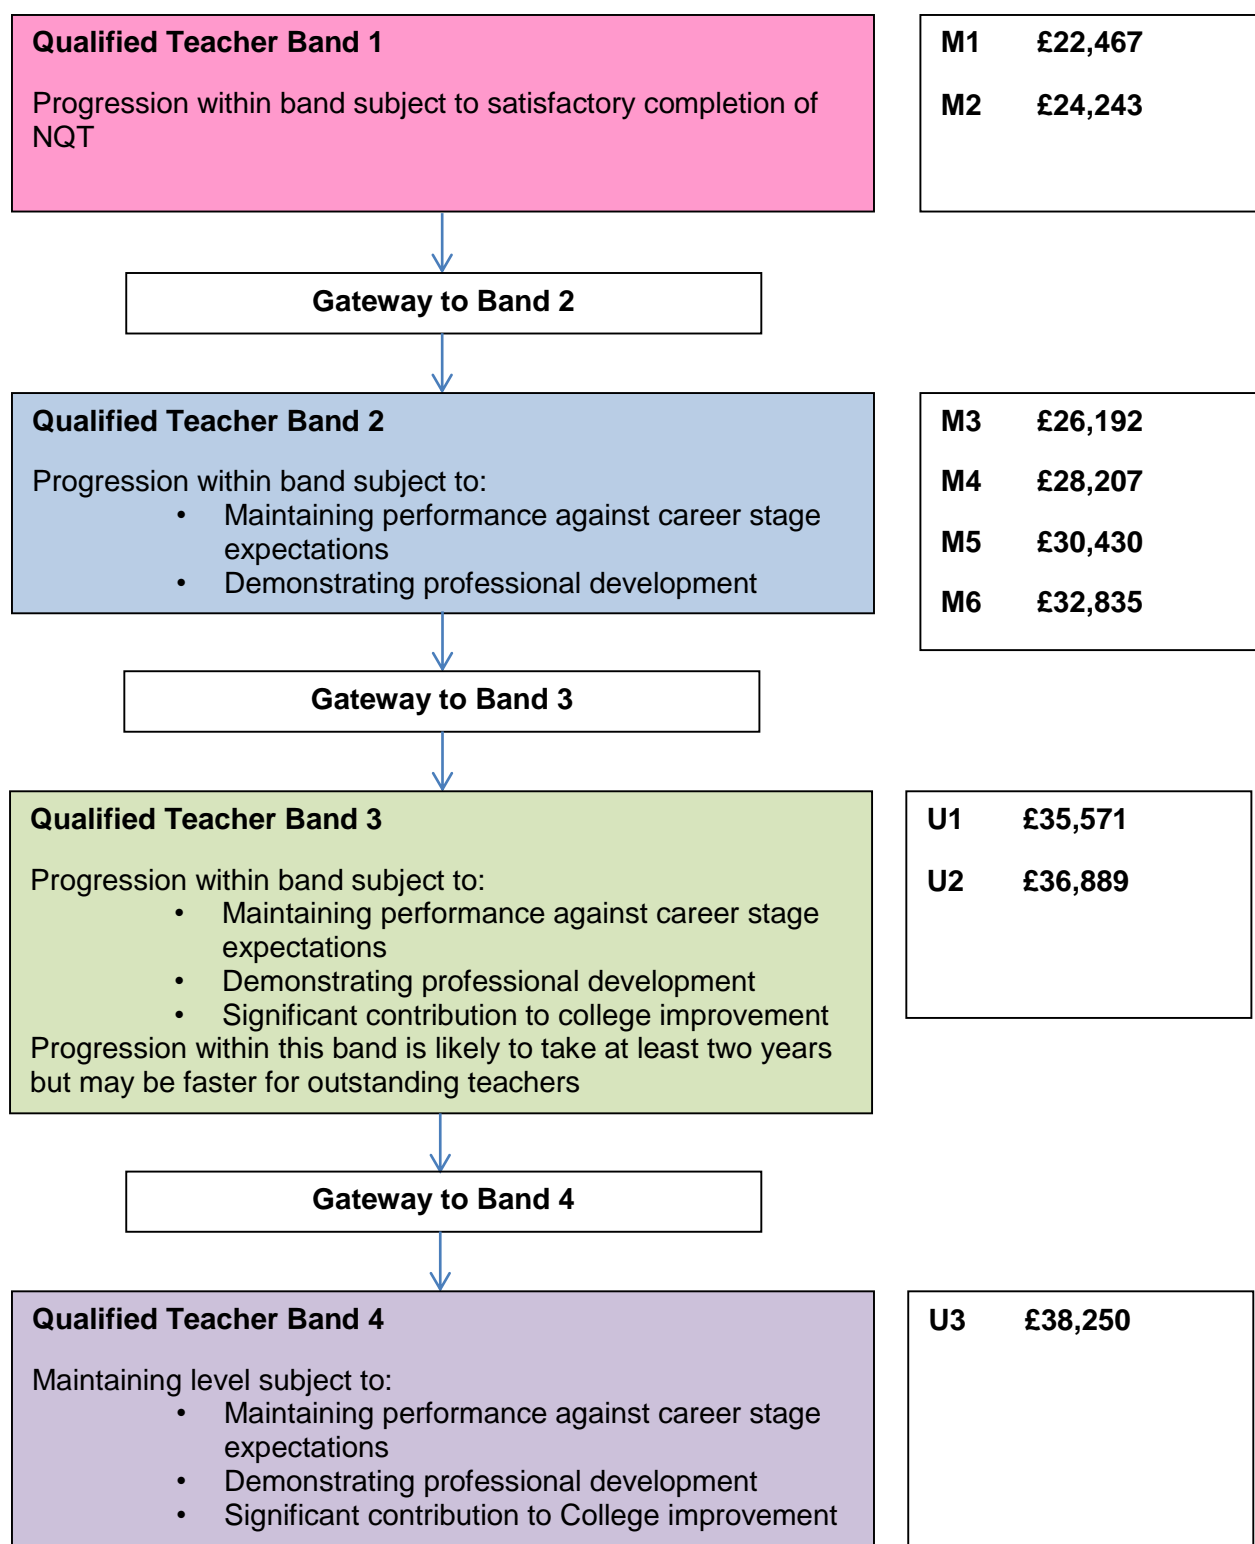 Qualified Teacher Band 1
Progression within band subject to satisfactory completion of
NQT
M1 £22,467
M2 £24,243
Gateway to Band 2
Qualified Teacher Band 2
Progression within band subject to:
• Maintaining performance against career stage
expectations
• Demonstrating professional development
M3 £26,192
M4 £28,207
M5 £30,430
M6 £32,835
Gateway to Band 3
Qualified Teacher Band 3
Progression within band subject to:
• Maintaining performance against career stage
expectations
• Demonstrating professional development
• Significant contribution to college improvement
Progression within this band is likely to take at least two years
but may be faster for outstanding teachers
U1 £35,571
U2 £36,889
Gateway to Band 4
Qualified Teacher Band 4
Maintaining level subject to:
• Maintaining performance against career stage
expectations
• Demonstrating professional development
• Significant contribution to College improvement
U3 £38,250